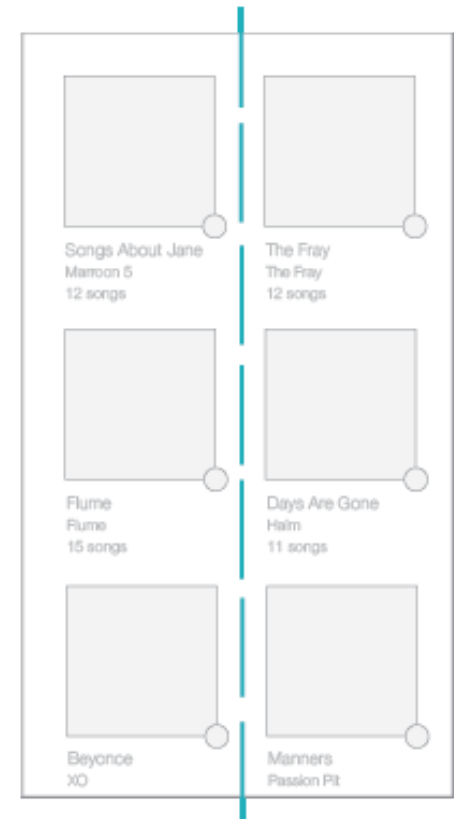 Songs About Jane
Marroon 5
12 songs
The Fray
The Fray
12 songs
Flume
Flume
15 songs
Days Are Gone
Haim
11 songs
Beyonce
XO
Manners
Passion Pit